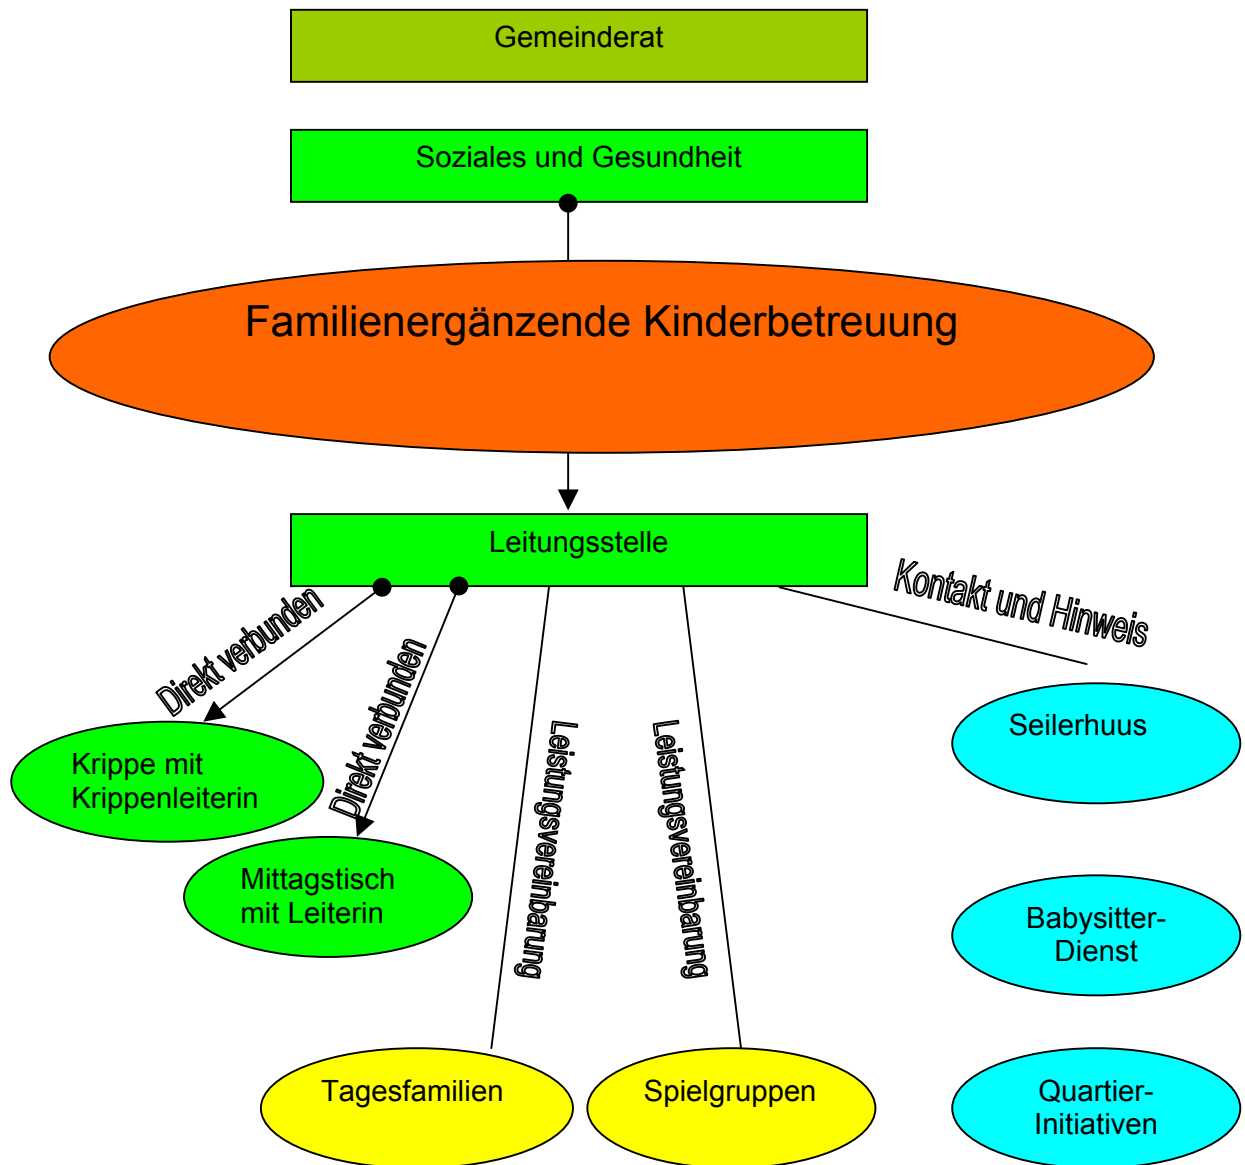 Gemeinderat
Soziales und Gesundheit
Familienergänzende Kinderbetreuung
Leitungsstelle
Kontakt und Hinweis
Direkt verbunden
Direkt verbunden
Leistungsvereinbarung
Leistungsvereinbarung
Seilerhuus
Krippe mit
Krippenleiterin
Mittagstisch
mit Leiterin
Babysitter-
Dienst
Tagesfamilien
Spielgruppen
Quartier-
Initiativen